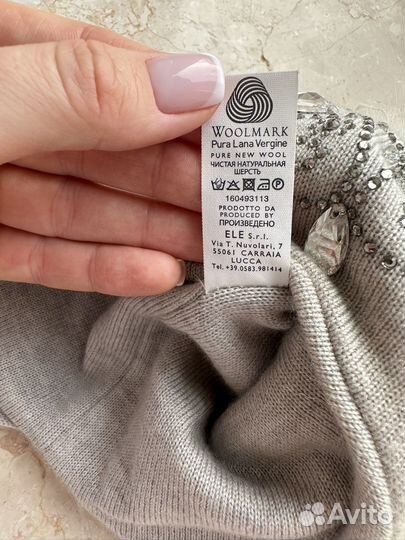 WOOLMARK
Pura Lana Vergine
PURE NEW WOOL
ЧИСТАЯ НАТУРАЛЬНАЯ
ШЕРСТЬ
160493113
PRODOTTO DA
PRODUCED BY
ПРОИЗВЕДЕНО
ELE S.r.l.
Via T. Nuvolari, 7
55061 CARRAIA
LUCCA
Tel. +39.0583.981414
Avito